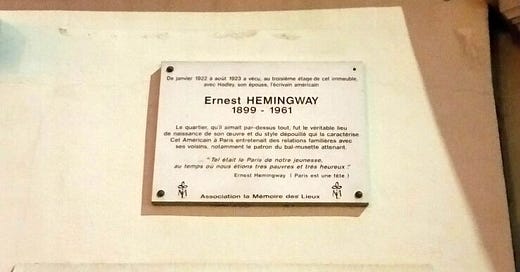 De janvier 1922 à août 1923 a vécu, au troisième étage de cet immeuble,
avec Hadley, son épouse, l'écrivain américain
Ernest HEMINGWAY
1899 - 1961
Le quartier, qu'il aimait par-dessus tout, fut le véritable lieu
de naissance de son œuvre et du style dépouillé qui la caractérise
Cet Américain à Paris entretenait des relations familières avec
ses voisins, notamment le patron du bal-musette attenant.
... "Tel était le Paris de notre jeunesse,
au temps où nous étions très pauvres et très heureux."
Ernest Hemingway ( Paris est une fête )
Association la Mémoire des Lieux